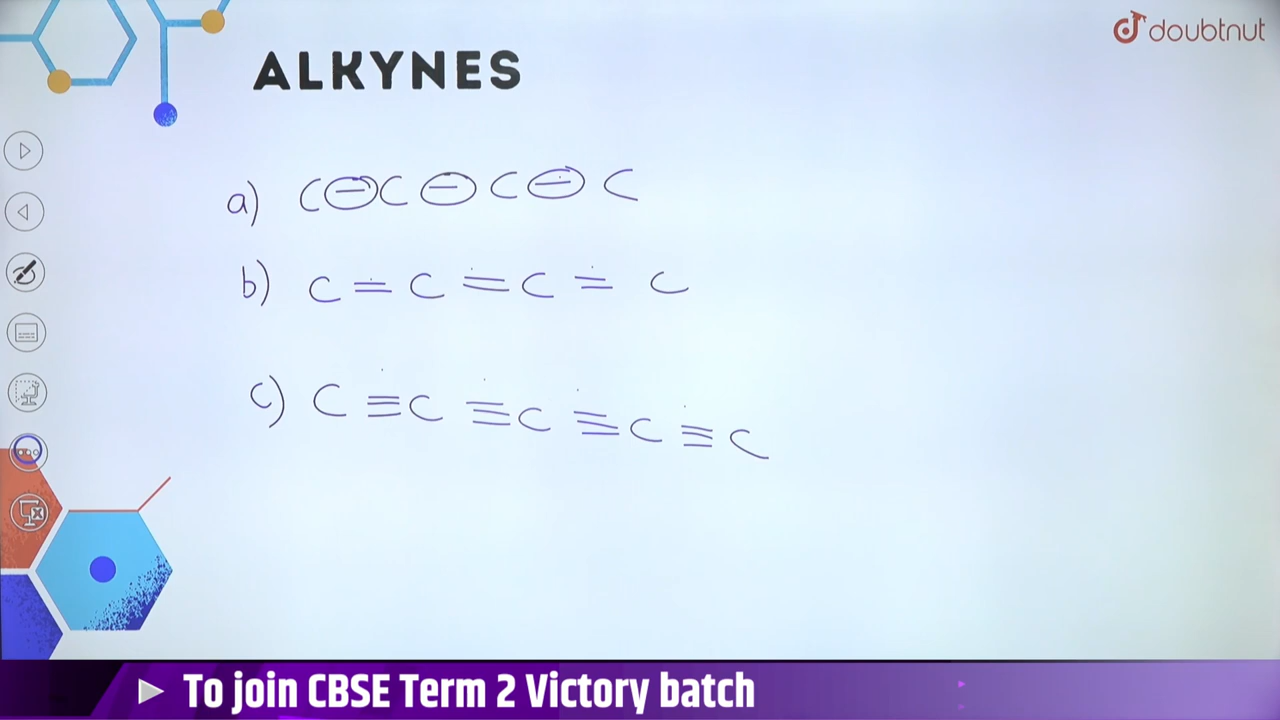 doubtnut
ALKYNES
a) C - C - C - C
b) C = C = C = C
c) C ≡ C ≡ C ≡ C ≡ C
To join CBSE Term 2 Victory batch